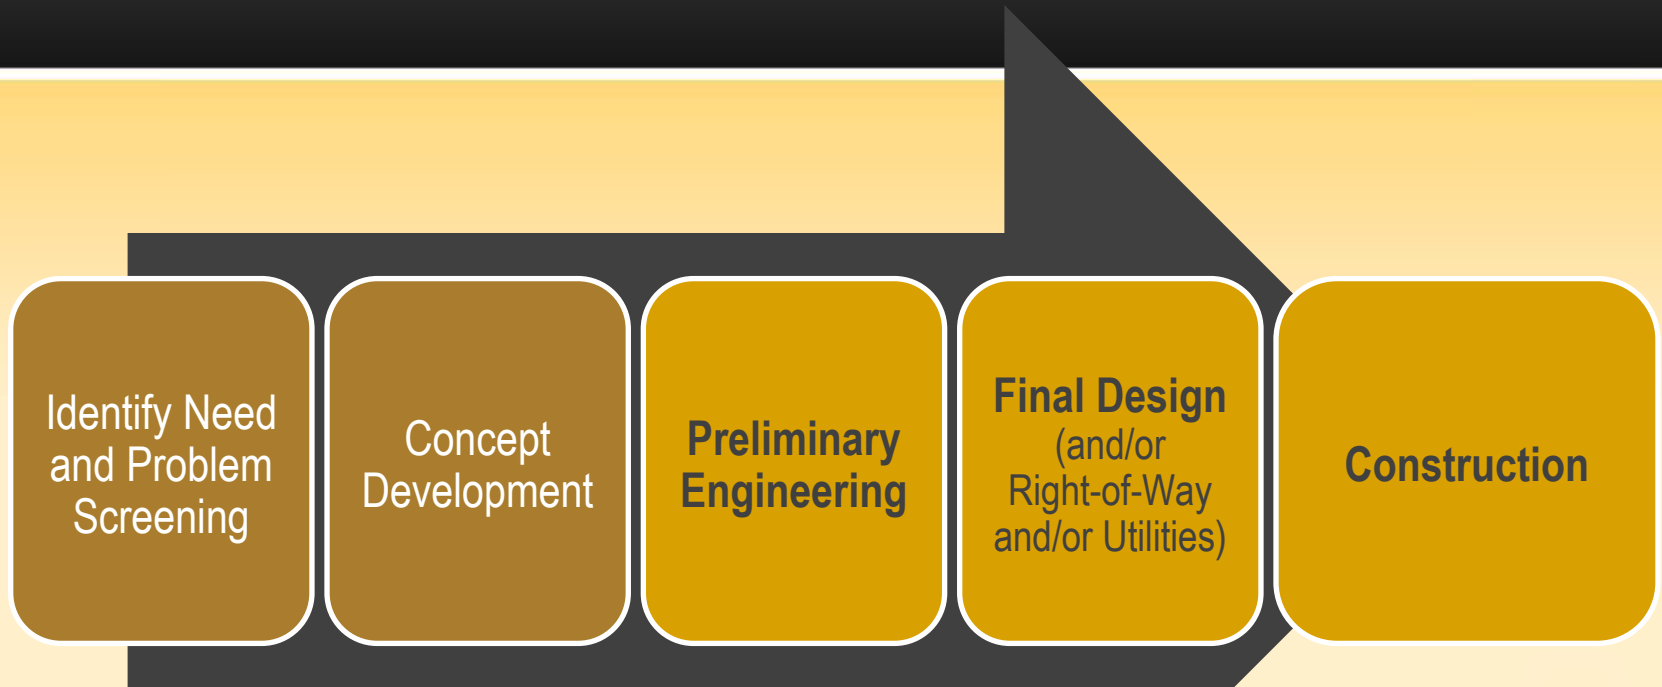 Identify Need
and Problem
Screening
Concept
Development
Preliminary
Engineering
Final Design
(and/or
Right-of-Way
and/or Utilities)
Construction